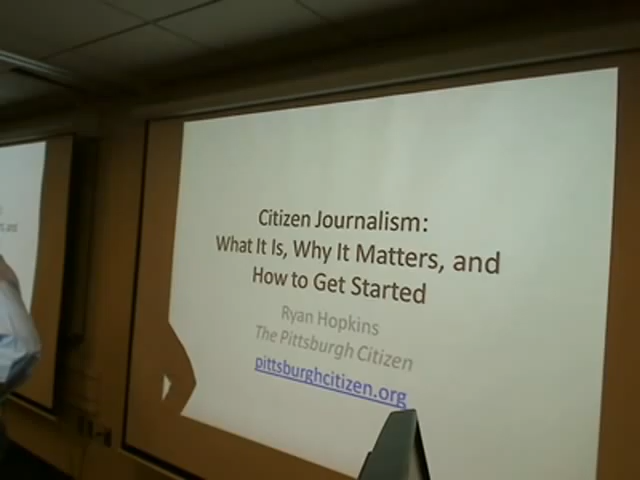 Citizen Journalism:
What It Is, Why It Matters, and
How to Get Started
Ryan Hopkins
The Pittsburgh Citizen
pittsburghcitizen.org